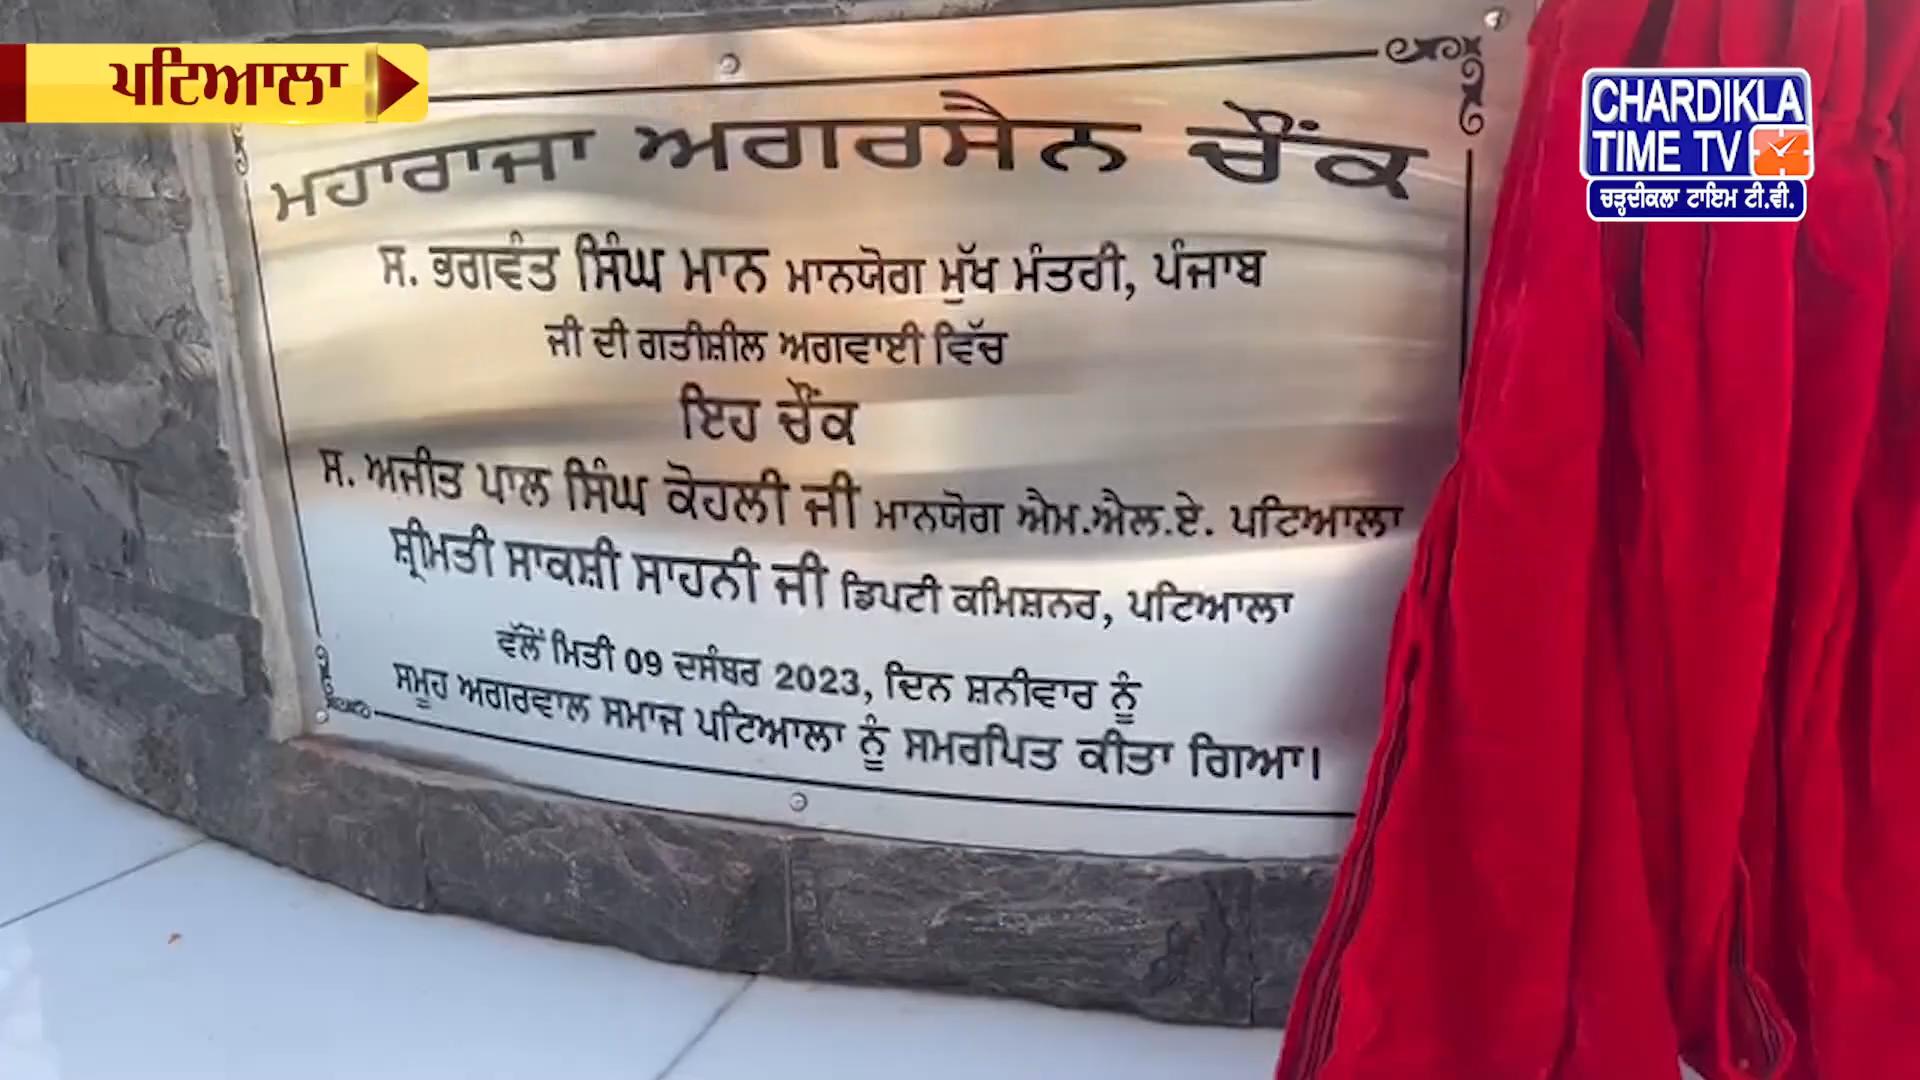 ਪਟਿਆਲਾ
CHARDIKLA
TIME TV
ਚੜ੍ਹਦੀਕਲਾ ਟਾਇਮ ਟੀ.ਵੀ.
ਮਹਾਰਾਜਾ ਅਗਰਸੈਨ ਚੌਂਕ
ਸ. ਭਗਵੰਤ ਸਿੰਘ ਮਾਨ ਮਾਨਯੋਗ ਮੁੱਖ ਮੰਤਰੀ, ਪੰਜਾਬ
ਜੀ ਦੀ ਗਤੀਸ਼ੀਲ ਅਗਵਾਈ ਵਿੱਚ
ਇਹ ਚੌਂਕ
ਸ. ਅਜੀਤ ਪਾਲ ਸਿੰਘ ਕੋਹਲੀ ਜੀ ਮਾਨਯੋਗ ਐਮ.ਐਲ.ਏ. ਪਟਿਆਲਾ
ਸ਼੍ਰੀਮਤੀ ਸਾਕਸ਼ੀ ਸਾਹਨੀ ਜੀ ਡਿਪਟੀ ਕਮਿਸ਼ਨਰ, ਪਟਿਆਲਾ
ਵੱਲੋਂ ਮਿਤੀ 09 ਦਸੰਬਰ 2023, ਦਿਨ ਸ਼ਨੀਵਾਰ ਨੂੰ
ਸਮੂਹ ਅਗਰਵਾਲ ਸਮਾਜ ਪਟਿਆਲਾ ਨੂੰ ਸਮਰਪਿਤ ਕੀਤਾ ਗਿਆ।